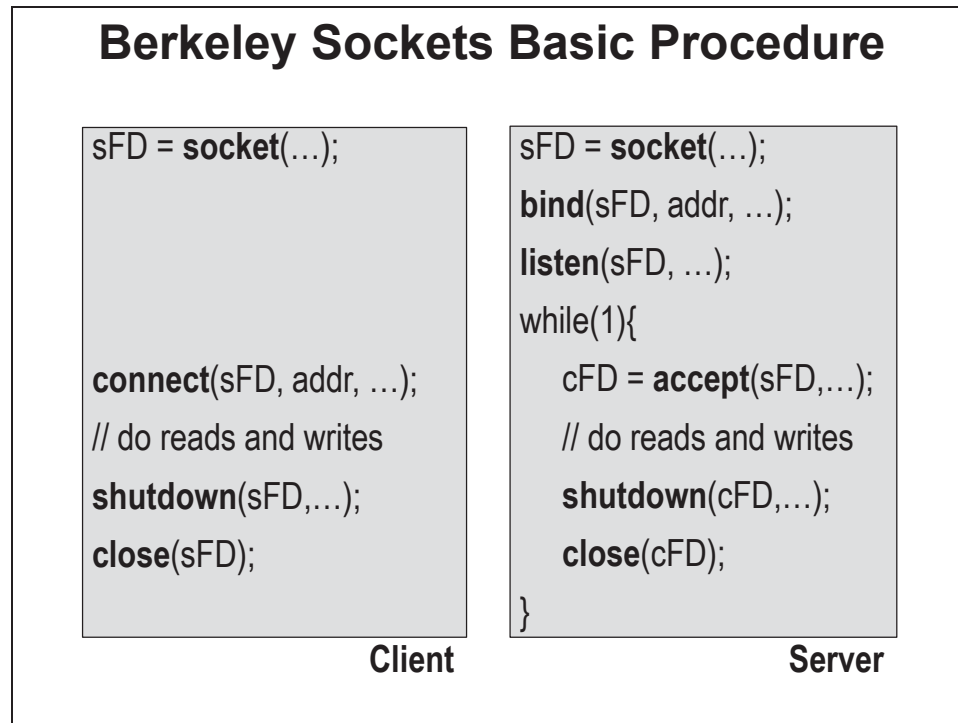 Berkeley Sockets Basic Procedure
sFD = socket(…);
connect(sFD, addr, …);
// do reads and writes
shutdown(sFD,…);
close(sFD);
Client
sFD = socket(…);
bind(sFD, addr, …);
listen(sFD, …);
while(1){
cFD = accept(sFD,…);
// do reads and writes
shutdown(cFD,…);
close(cFD);
}
Server